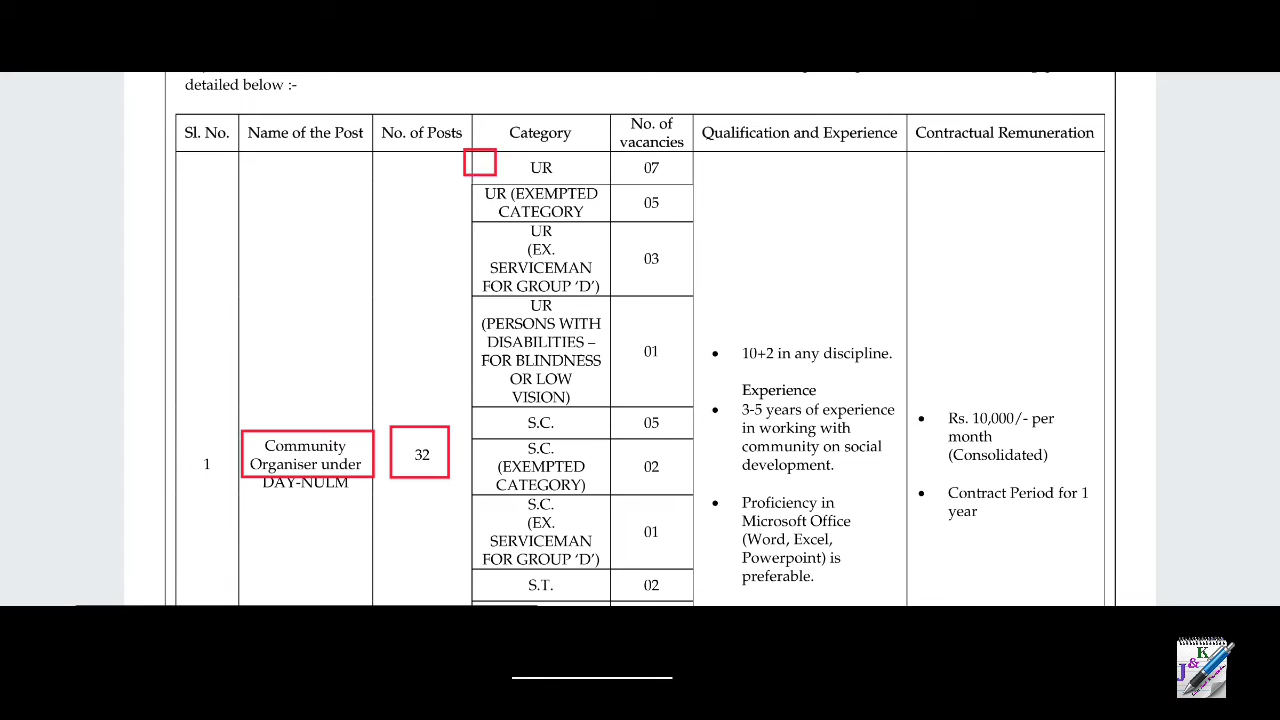 detailed below :-
Sl. No.
Name of the Post
No. of Posts
Category
No. of
vacancies
Qualification and Experience
Contractual Remuneration
1
Community
Organiser under
DAY-NULM
32
UR
07
UR (EXEMPTED
CATEGORY
05
UR
(EX.
SERVICEMAN
FOR GROUP ‘D’)
03
UR
(PERSONS WITH
DISABILITIES –
FOR BLINDNESS
OR LOW
VISION)
01
S.C.
05
S.C.
(EXEMPTED
CATEGORY)
02
S.C.
(EX.
SERVICEMAN
FOR GROUP ‘D’)
01
S.T.
02
• 10+2 in any discipline.
Experience
• 3-5 years of experience
in working with
community on social
development.
• Proficiency in
Microsoft Office
(Word, Excel,
Powerpoint) is
preferable.
• Rs. 10,000/- per
month
(Consolidated)
• Contract Period for 1
year
J&K